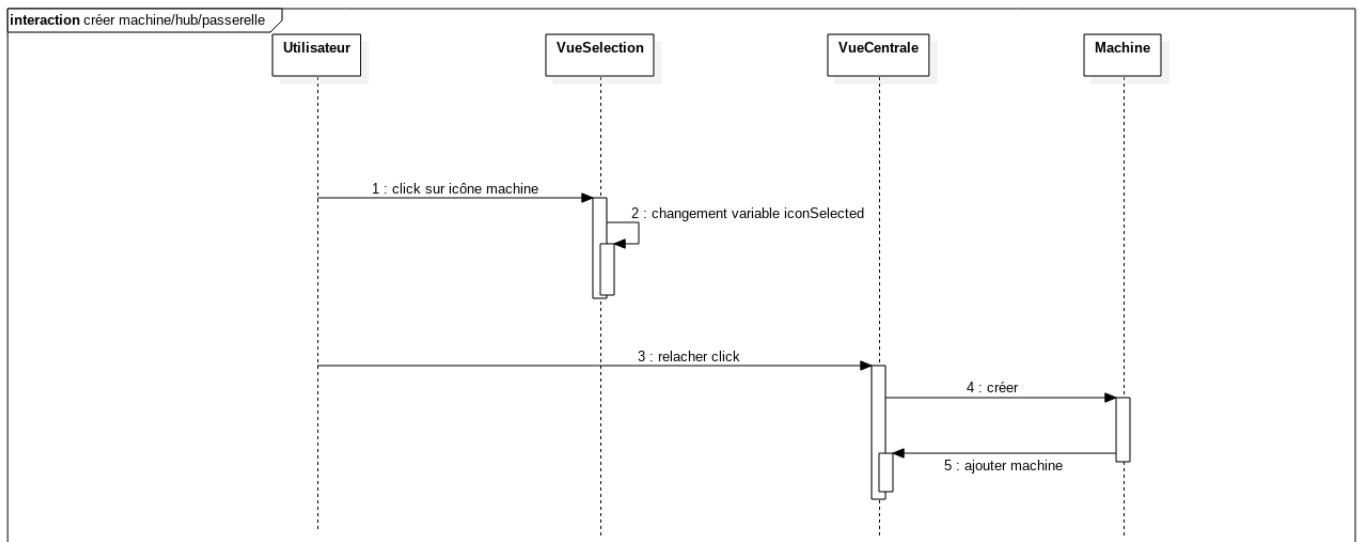 interaction créer machine/hub/passerelle
Utilisateur
VueSelection
VueCentrale
Machine
1 : click sur icône machine
2 : changement variable iconSelected
3 : relacher click
4 : créer
5 : ajouter machine